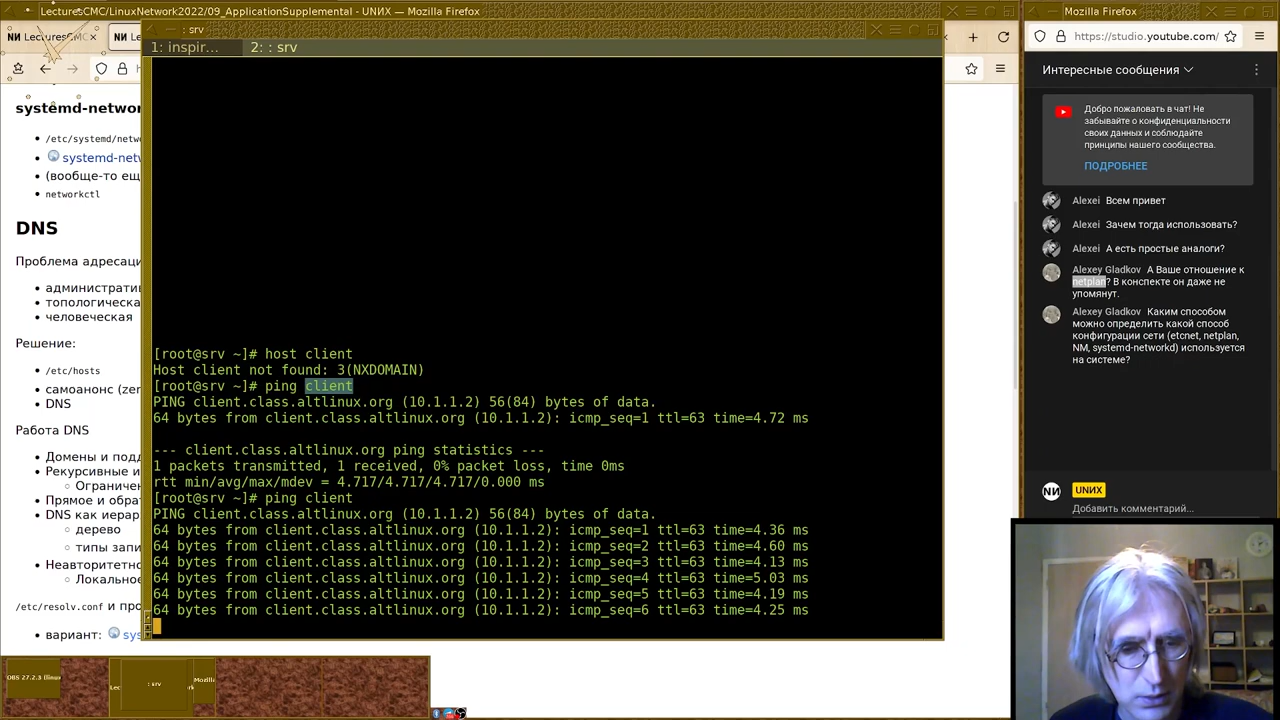 LecturesCMC/LinuxNetwork2022/09_ApplicationSupplemental - UNИX — Mozilla Firefox
Mozilla Firefox
: srv
1: inspir...
2: : srv
LecturesCMC
https://studio.youtube.com/
systemd-networ
/etc/systemd/netwo
systemd-netw
(вообще-то ещ
networkctl
DNS
Проблема адресаци
административ
топологическа
человеческая
Решение:
/etc/hosts
самоанонс (zer
DNS
Работа DNS
Домены и подд
Рекурсивные и
Ограничен
Прямое и обрат
DNS как иерар
дерево
типы запи
Неавторитетно
Локальное
/etc/resolv.conf и про
вариант: sys
[root@srv ~]# host client
Host client not found: 3(NXDOMAIN)
[root@srv ~]# ping client
PING client.class.altlinux.org (10.1.1.2) 56(84) bytes of data.
64 bytes from client.class.altlinux.org (10.1.1.2): icmp_seq=1 ttl=63 time=4.72 ms
--- client.class.altlinux.org ping statistics ---
1 packets transmitted, 1 received, 0% packet loss, time 0ms
rtt min/avg/max/mdev = 4.717/4.717/4.717/0.000 ms
[root@srv ~]# ping client
PING client.class.altlinux.org (10.1.1.2) 56(84) bytes of data.
64 bytes from client.class.altlinux.org (10.1.1.2): icmp_seq=1 ttl=63 time=4.36 ms
64 bytes from client.class.altlinux.org (10.1.1.2): icmp_seq=2 ttl=63 time=4.60 ms
64 bytes from client.class.altlinux.org (10.1.1.2): icmp_seq=3 ttl=63 time=4.13 ms
64 bytes from client.class.altlinux.org (10.1.1.2): icmp_seq=4 ttl=63 time=5.03 ms
64 bytes from client.class.altlinux.org (10.1.1.2): icmp_seq=5 ttl=63 time=4.19 ms
64 bytes from client.class.altlinux.org (10.1.1.2): icmp_seq=6 ttl=63 time=4.25 ms
Интересные сообщения
Добро пожаловать в чат! Не
забывайте о конфиденциальности
своих данных и соблюдайте
принципы нашего сообщества.
ПОДРОБНЕЕ
Alexei Всем привет
Alexei Зачем тогда использовать?
Alexei А есть простые аналоги?
Alexey Gladkov А Ваше отношение к
netplan? В конспекте он даже не
упомянут.
Alexey Gladkov Каким способом
можно определить какой способ
конфигурации сети (etcnet, netplan,
NM, systemd-networkd) используется
на системе?
UNИX
Добавить комментарий...
OBS 27.2.3 (linux
: srv
Mozill